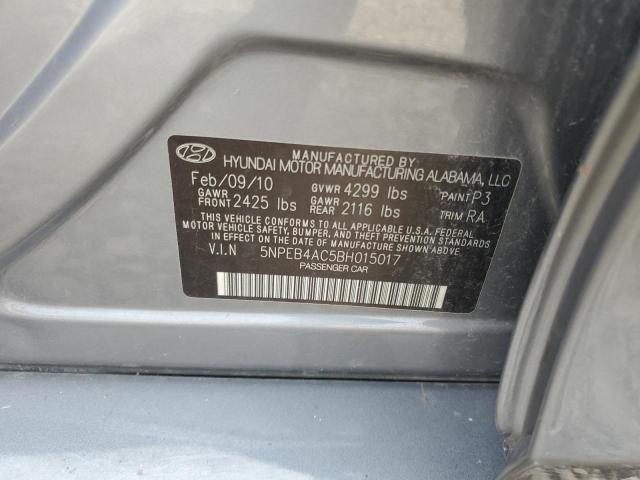 MANUFACTURED BY
HYUNDAI MOTOR MANUFACTURING ALABAMA, LLC
Feb/09/10 GVWR 4299 lbs PAINT P3
GAWR FRONT 2425 lbs GAWR REAR 2116 lbs TRIM RA
THIS VEHICLE CONFORMS TO ALL APPLICABLE U.S.A. FEDERAL
MOTOR VEHICLE SAFETY, BUMPER, AND THEFT PREVENTION
STANDARDS IN EFFECT ON THE DATE OF MANUFACTURE SHOWN ABOVE.
V.I.N 5NPEB4AC5BH015017
PASSENGER CAR